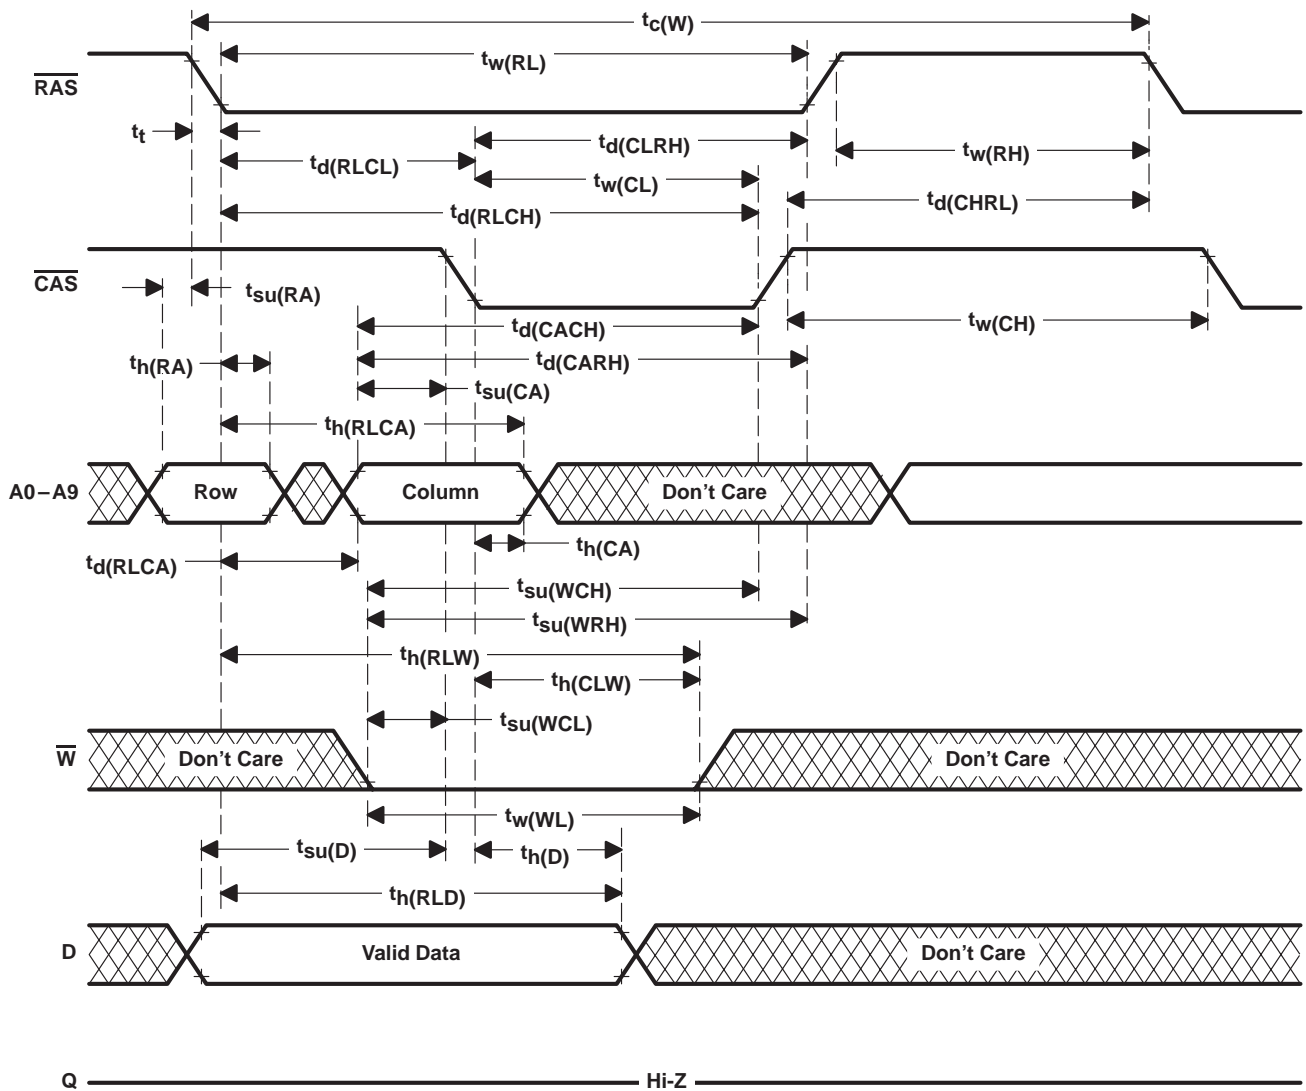 tc(W)
tw(RL)
R̅A̅S̅
tt
td(CLRH)
td(RLCL)
tw(RH)
tw(CL)
td(CHRL)
td(RLCH)
C̅A̅S̅
tsu(RA)
tw(CH)
td(CACH)
th(RA)
td(CARH)
tsu(CA)
th(RLCA)
A0–A9 Row Column Don't Care
th(CA)
td(RLCA)
tsu(WCH)
tsu(WRH)
th(RLW)
th(CLW)
tsu(WCL)
W̅ Don't Care Don't Care
tw(WL)
tsu(D) th(D)
th(RLD)
D Valid Data Don't Care
Q Hi-Z